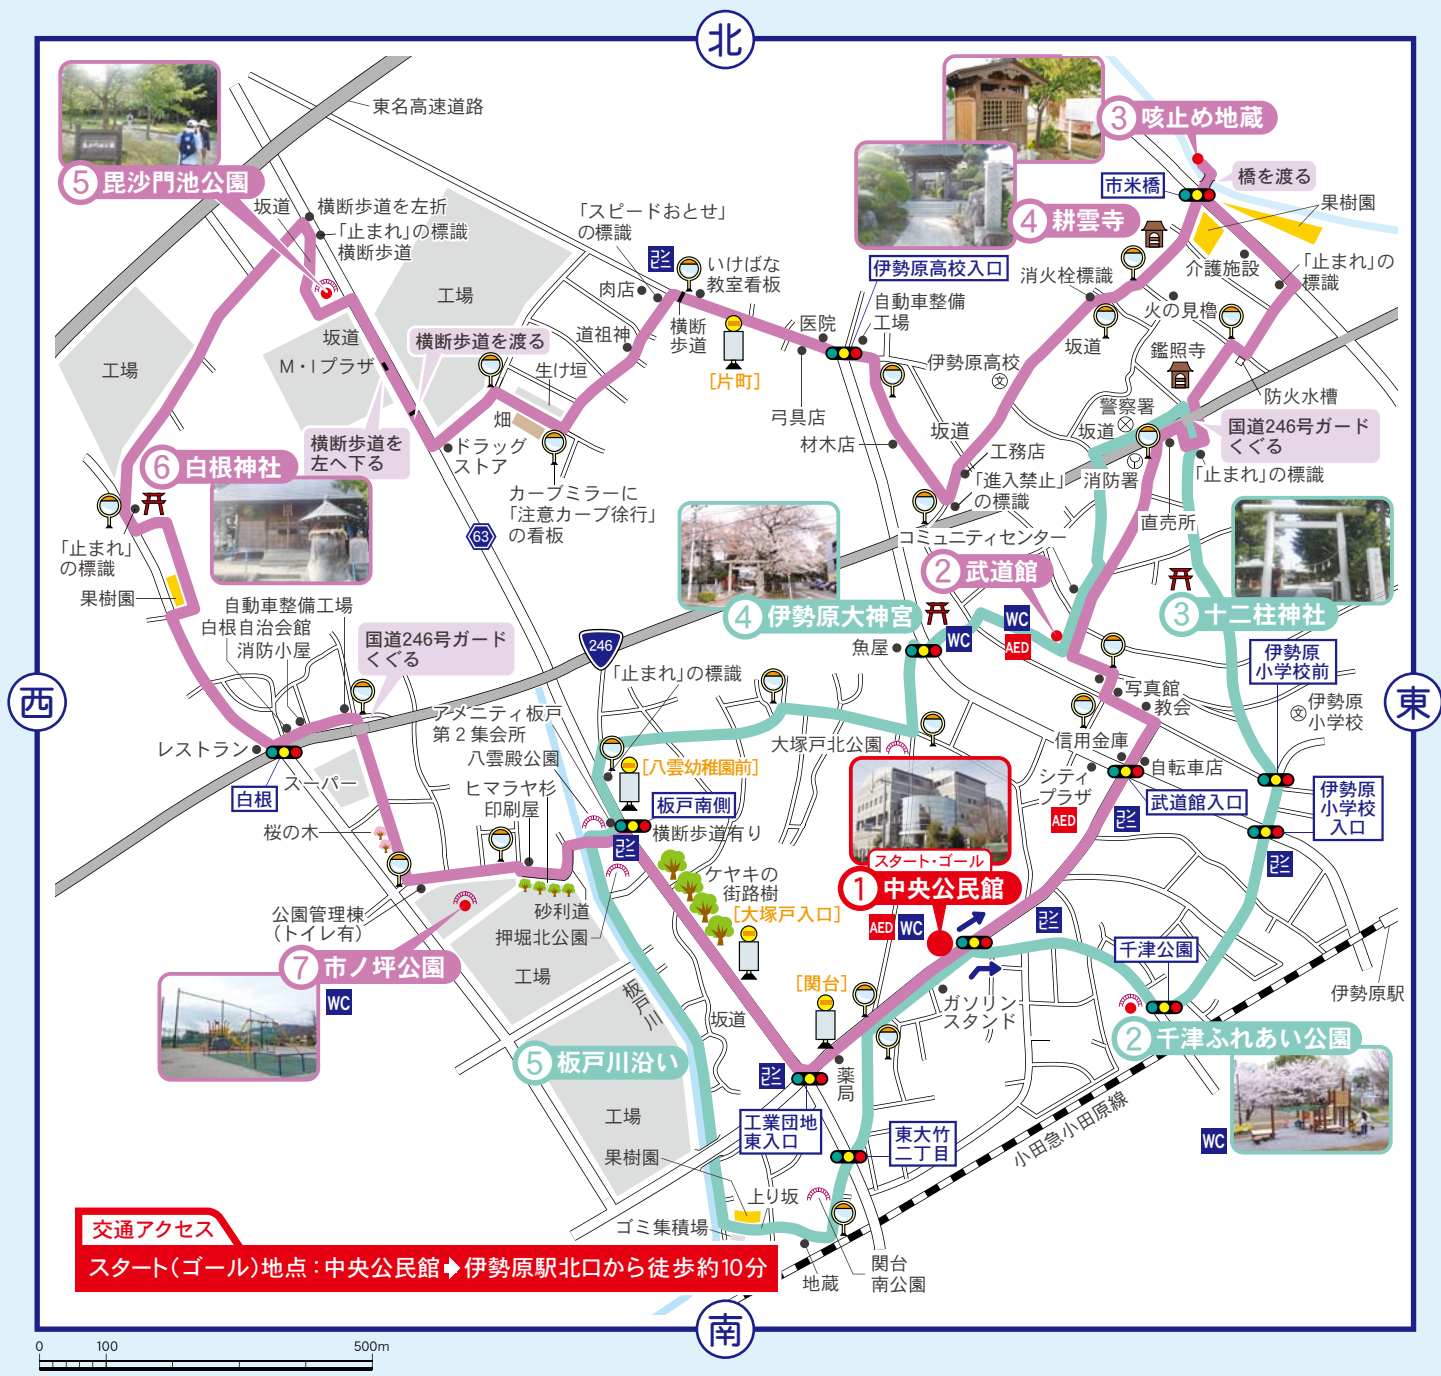 北
東名高速道路
③ 咳止め地蔵
橋を渡る
市米橋
果樹園
⑤ 毘沙門池公園
坂道
横断歩道を左折
「止まれ」の標識
横断歩道
「スピードおとせ」
の標識
コンビニ
いけばな
教室看板
肉店
④ 耕雲寺
伊勢原高校入口
消火栓標識
介護施設
「止まれ」の
標識
工場
横断
歩道
医院
自動車整備
工場
火の見櫓
坂道
道祖神
坂道
横断歩道を渡る
M・Iプラザ
生け垣
[片町]
伊勢原高校
文
鑑照寺
工場
畑
弓具店
防火水槽
警察署
国道246号ガード
くぐる
横断歩道を
左へ下る
ドラッグ
ストア
材木店
坂道
工務店
坂道
⑥ 白根神社
「進入禁止」
の標識
消防署
「止まれ」の標識
カーブミラーに
「注意カーブ徐行」
の看板
直売所
63
コミュニティセンター
「止まれ」
の標識
② 武道館
果樹園
自動車整備工場
白根自治会館
消防小屋
④ 伊勢原大神宮
WC
WC
AED
③ 十二柱神社
国道246号ガード
くぐる
246
魚屋
伊勢原
小学校前
「止まれ」の標識
西
東
写真館
教会
文
伊勢原
小学校
アメニティ板戸
第2集会所
レストラン
八雲殿公園
大塚戸北公園
信用金庫
スーパー
[八雲幼稚園前]
シティ
プラザ
自転車店
白根
ヒマラヤ杉
印刷屋
板戸南側
武道館入口
伊勢原
小学校
入口
AED
コンビニ
桜の木
横断歩道有り
コンビニ
スタート・ゴール
コンビニ
① 中央公民館
ケヤキの
街路樹
公園管理棟
(トイレ有)
砂利道
[大塚戸入口]
AED
WC
コンビニ
押堀北公園
千津公園
⑦ 市ノ坪公園
工場
[関台]
WC
板戸川
坂道
ガソリン
スタンド
伊勢原駅
② 千津ふれあい公園
⑤ 板戸川沿い
コンビニ
薬局
工場
工業団地
東入口
東大竹
二丁目
小田急小田原線
WC
果樹園
上り坂
ゴミ集積場
交通アクセス
スタート(ゴール)地点:中央公民館➡伊勢原駅北口から徒歩約10分
地蔵
関台
南公園
南
0 100 500m